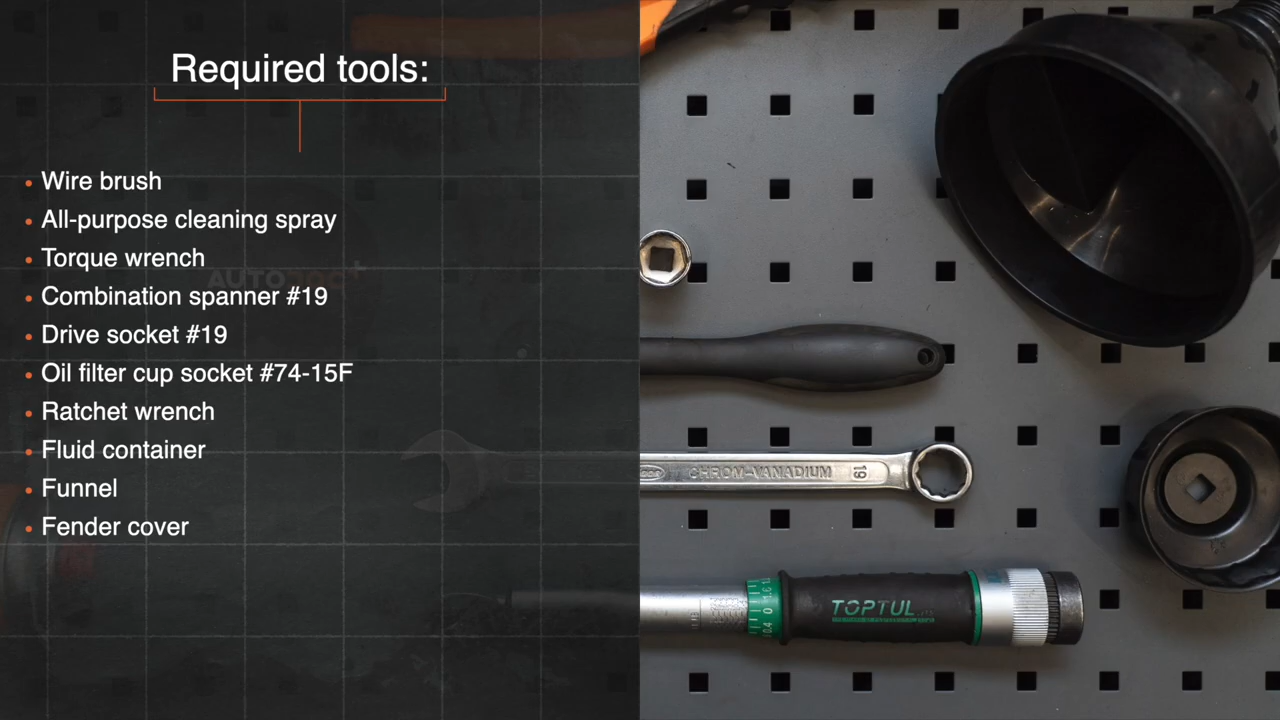 Required tools:
• Wire brush
• All-purpose cleaning spray
• Torque wrench
• Combination spanner #19
• Drive socket #19
• Oil filter cup socket #74-15F
• Ratchet wrench
• Fluid container
• Funnel
• Fender cover
CHROM-VANADIUM 19
TOPTUL